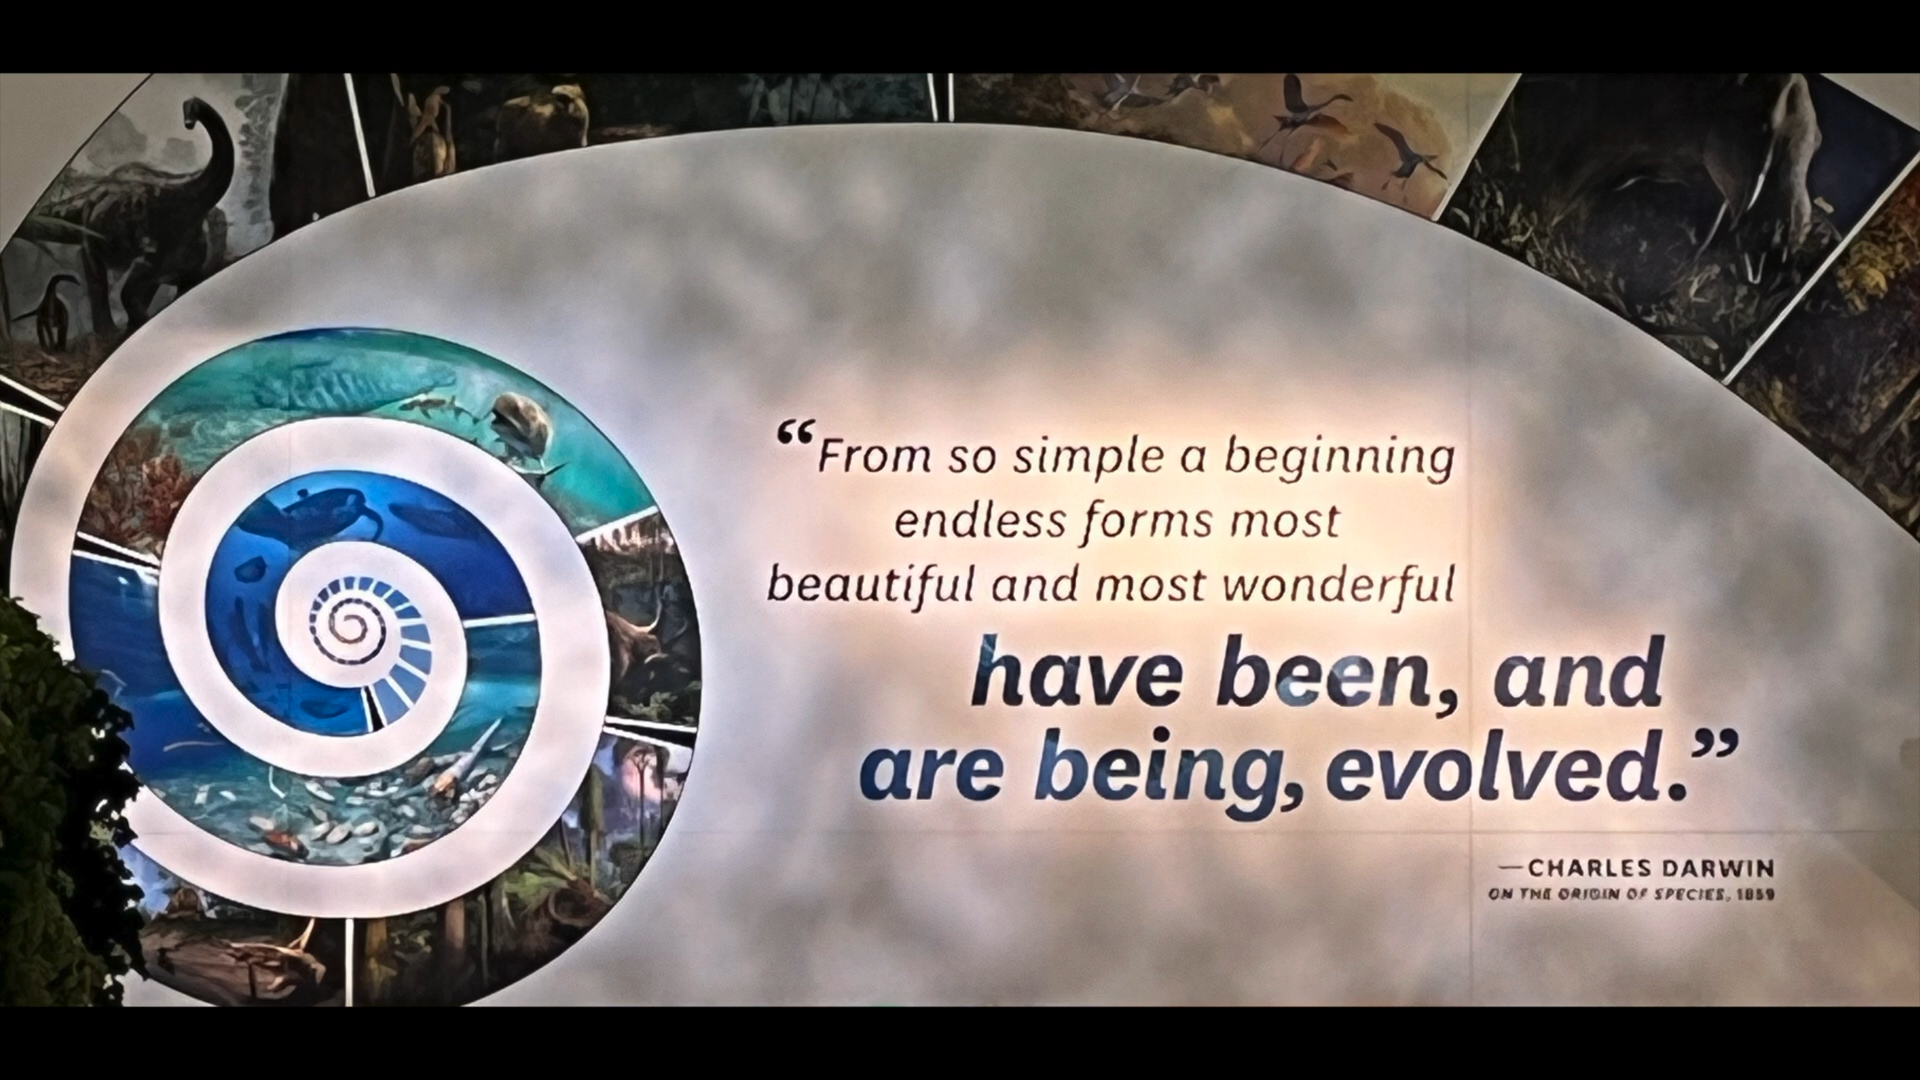 “From so simple a beginning
endless forms most
beautiful and most wonderful
have been, and
are being, evolved.”
—CHARLES DARWIN
ON THE ORIGIN OF SPECIES, 1859